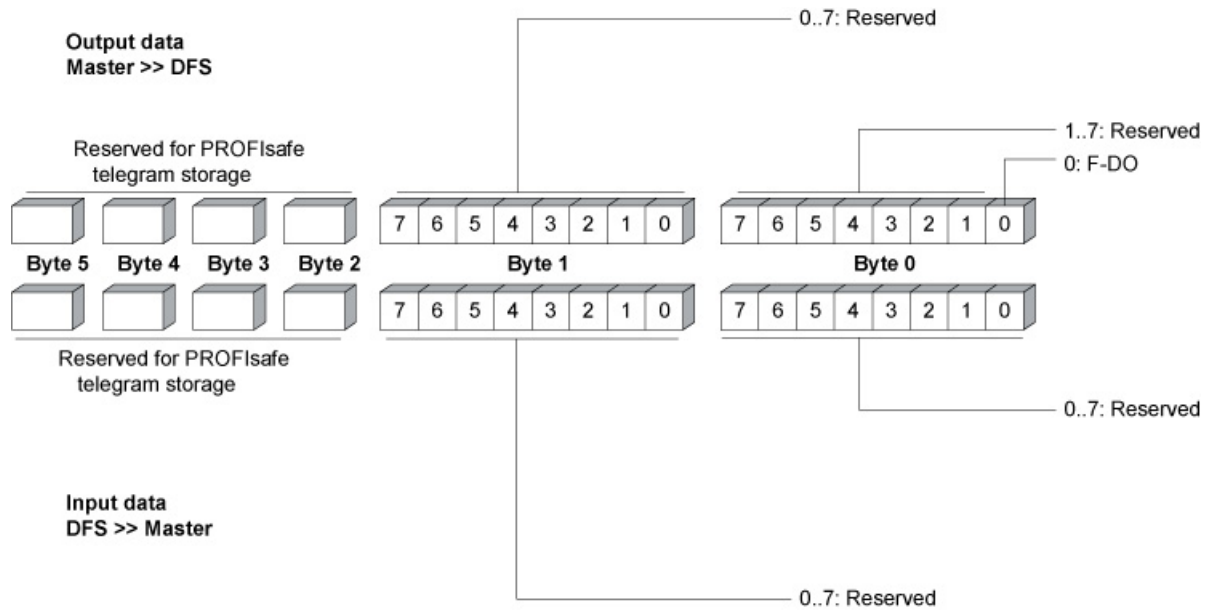 0..7: Reserved
Output data
Master >> DFS
1..7: Reserved
Reserved for PROFIsafe
telegram storage
0: F-DO
7 6 5 4 3 2 1 0 7 6 5 4 3 2 1 0
Byte 5 Byte 4 Byte 3 Byte 2 Byte 1 Byte 0
7 6 5 4 3 2 1 0 7 6 5 4 3 2 1 0
Reserved for PROFIsafe
telegram storage
0..7: Reserved
Input data
DFS >> Master
0..7: Reserved